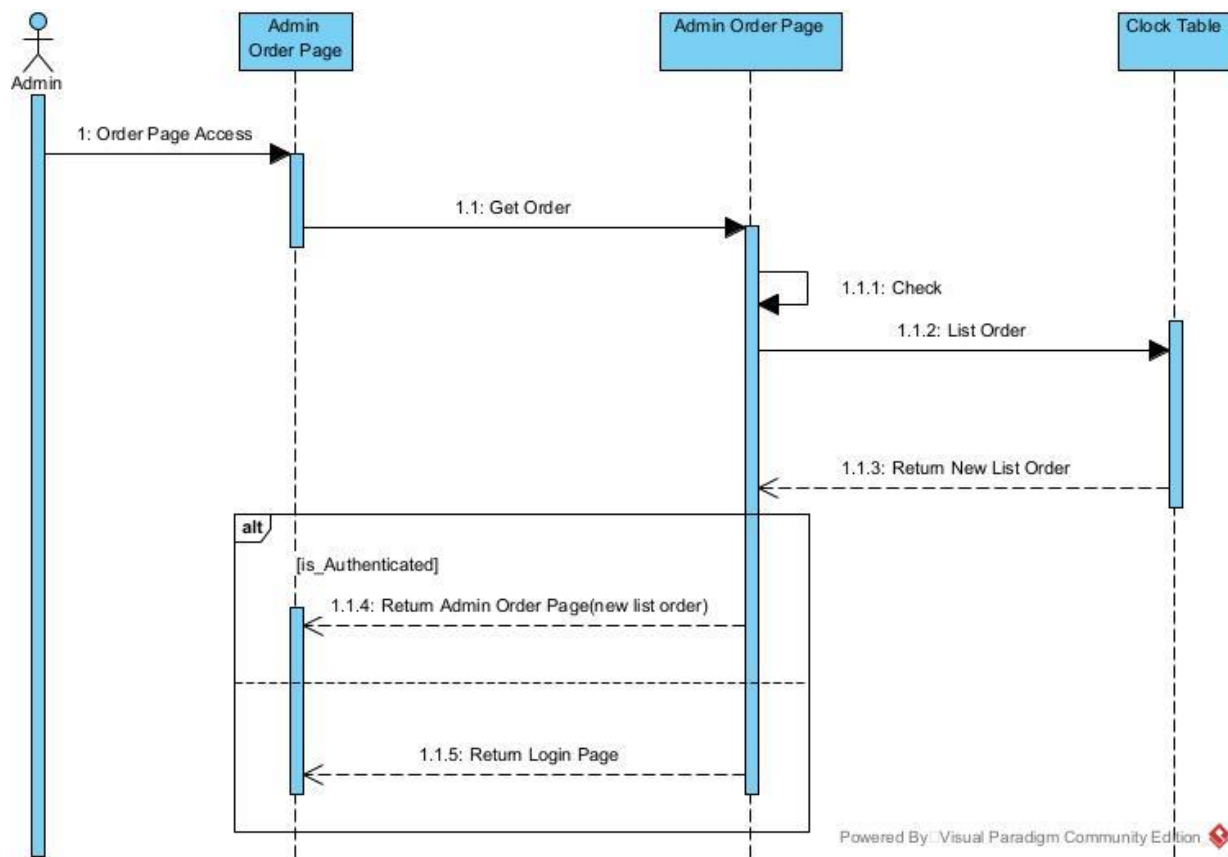 Admin
Order Page
Admin Order Page
Clock Table
Admin
1: Order Page Access
1.1: Get Order
1.1.1: Check
1.1.2: List Order
1.1.3: Return New List Order
alt
[is_Authenticated]
1.1.4: Return Admin Order Page(new list order)
1.1.5: Return Login Page
Powered By Visual Paradigm Community Edition